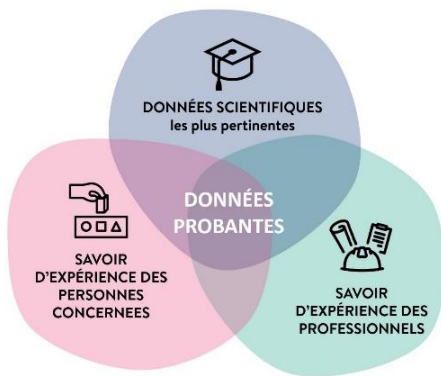 DONNÉES SCIENTIFIQUES
les plus pertinentes
DONNÉES
PROBANTES
SAVOIR
D'EXPÉRIENCE DES
PERSONNES
CONCERNEES
SAVOIR
D'EXPÉRIENCE DES
PROFESSIONNELS